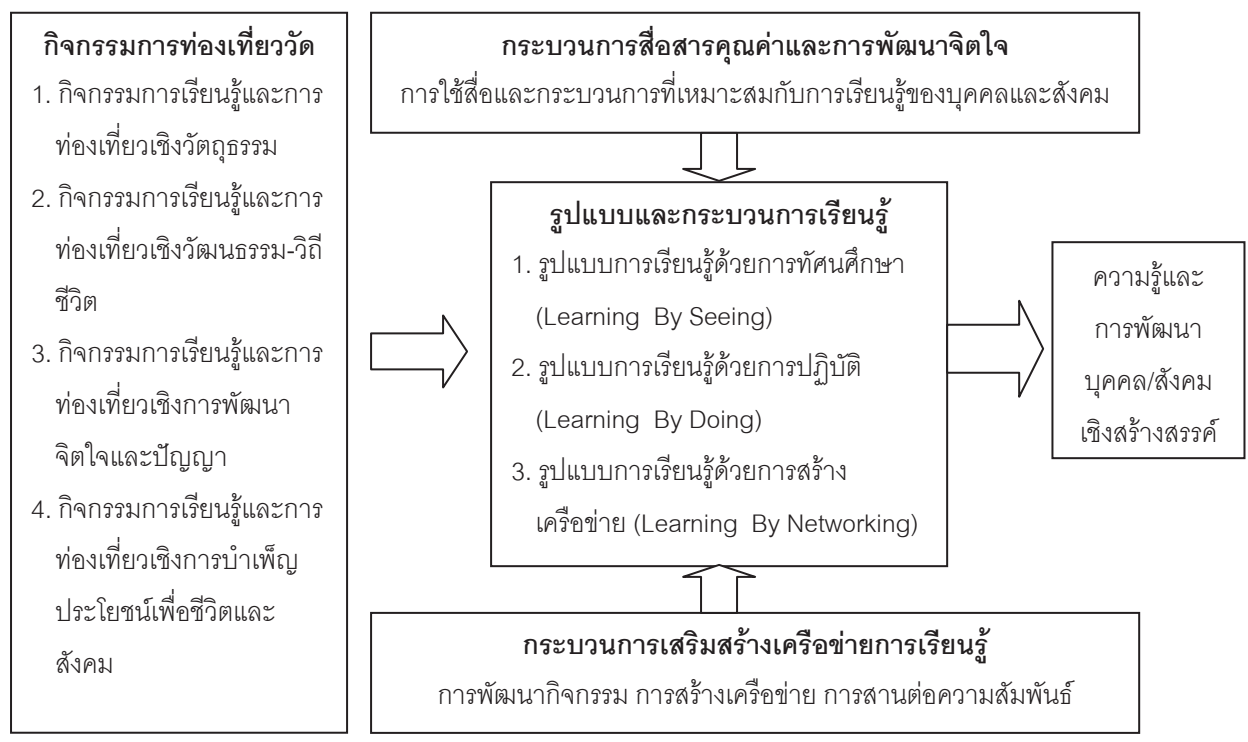 กิจกรรมการท่องเที่ยววัด
1. กิจกรรมการเรียนรู้และการ
ท่องเที่ยวเชิงวัตถุธรรม
2. กิจกรรมการเรียนรู้และการ
ท่องเที่ยวเชิงวัฒนธรรม-วิถี
ชีวิต
3. กิจกรรมการเรียนรู้และการ
ท่องเที่ยวเชิงการพัฒนา
จิตใจและปัญญา
4. กิจกรรมการเรียนรู้และการ
ท่องเที่ยวเชิงการบำเพ็ญ
ประโยชน์เพื่อชีวิตและ
สังคม
กระบวนการสื่อสารคุณค่าและการพัฒนาจิตใจ
การใช้สื่อและกระบวนการที่เหมาะสมกับการเรียนรู้ของบุคคลและสังคม
รูปแบบและกระบวนการเรียนรู้
1. รูปแบบการเรียนรู้ด้วยการทัศนศึกษา
(Learning By Seeing)
2. รูปแบบการเรียนรู้ด้วยการปฏิบัติ
(Learning By Doing)
3. รูปแบบการเรียนรู้ด้วยการสร้าง
เครือข่าย (Learning By Networking)
กระบวนการเสริมสร้างเครือข่ายการเรียนรู้
การพัฒนากิจกรรม การสร้างเครือข่าย การสานต่อความสัมพันธ์
ความรู้และ
การพัฒนา
บุคคล/สังคม
เชิงสร้างสรรค์